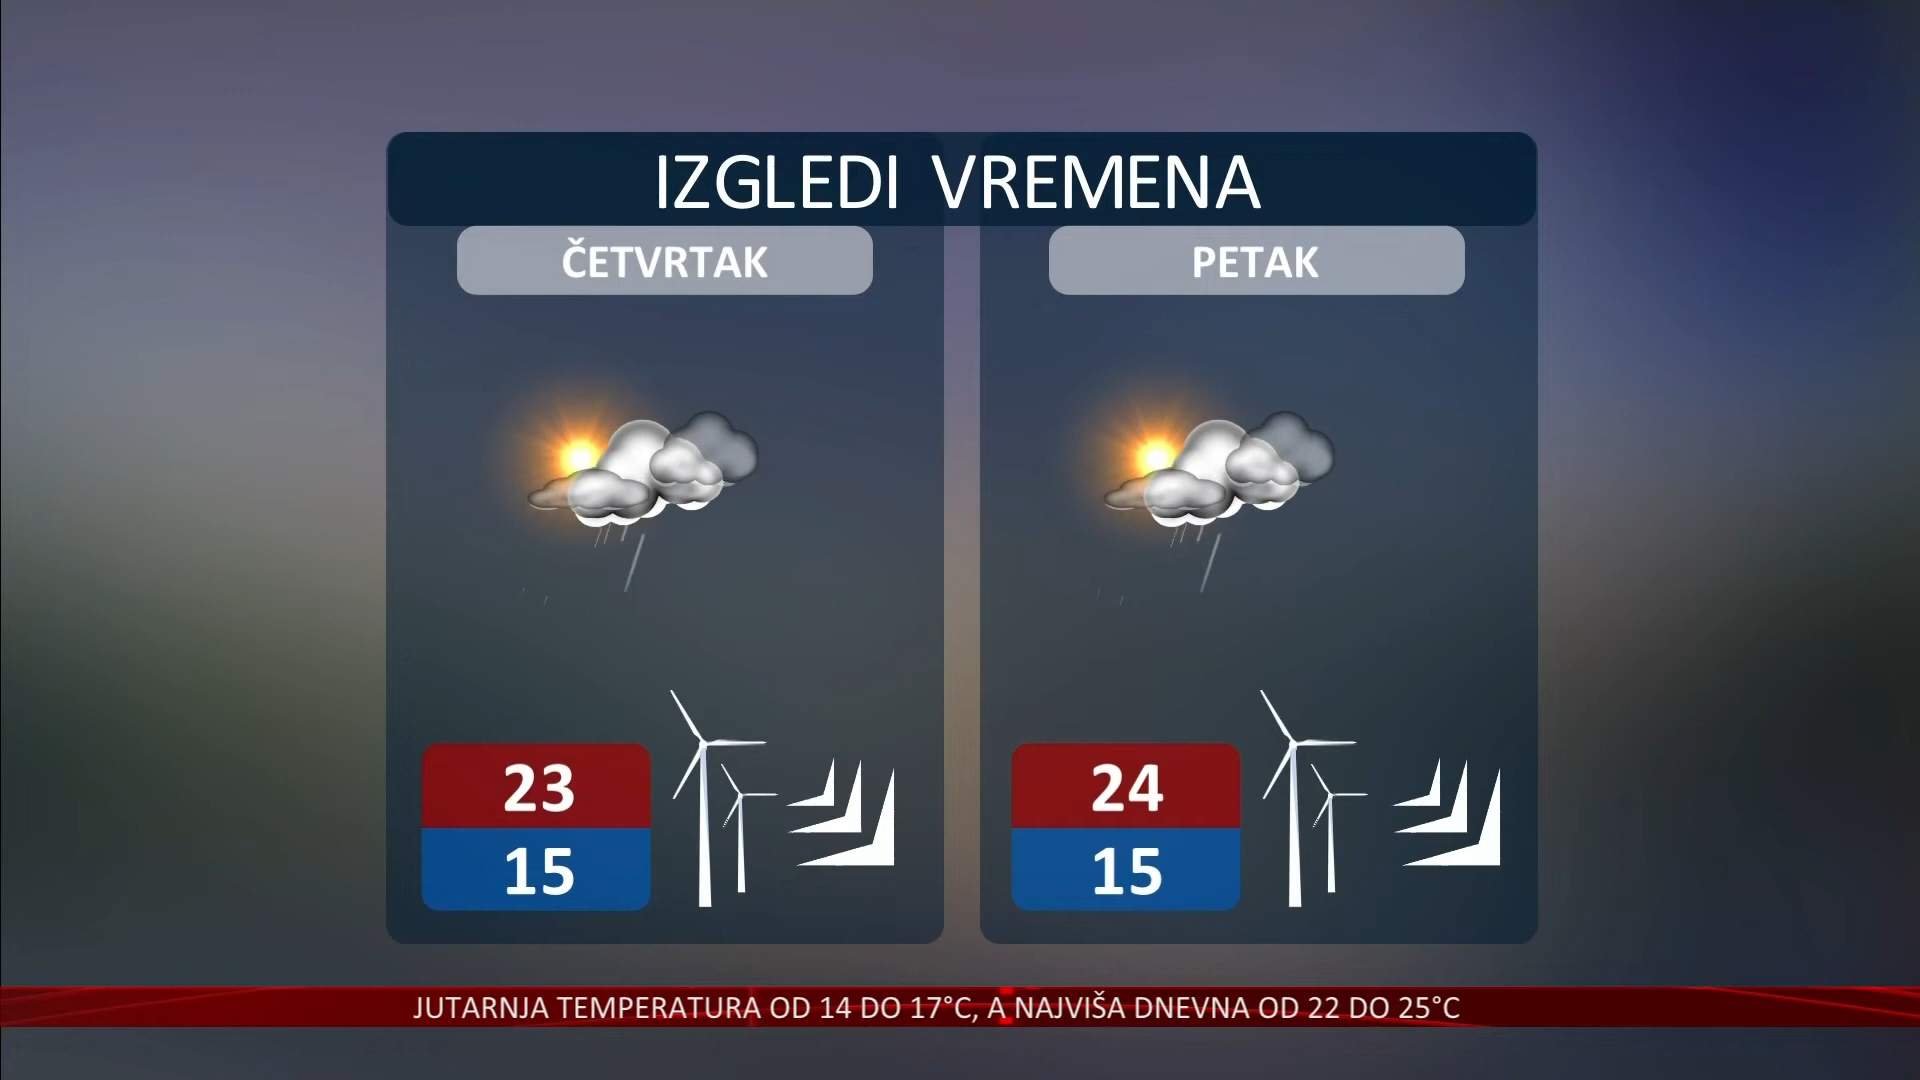 IZGLEDI VREMENA
ČETVRTAK
PETAK
23
15
24
15
JUTARNJA TEMPERATURA OD 14 DO 17°C, A NAJVIŠA DNEVNA OD 22 DO 25°C